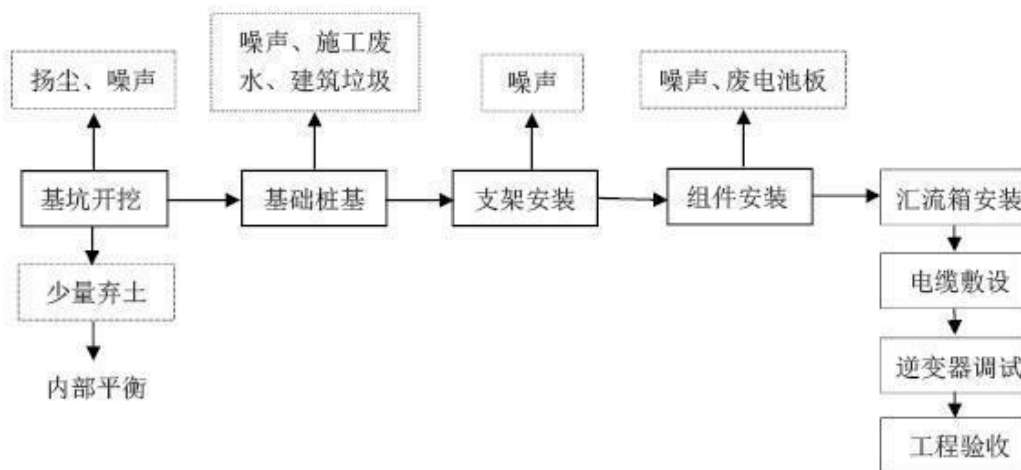 扬尘、噪声
噪声、施工废
水、建筑垃圾
噪声
噪声、废电池板
基坑开挖
基础桩基
支架安装
组件安装
汇流箱安装
少量弃土
电缆敷设
内部平衡
逆变器调试
工程验收